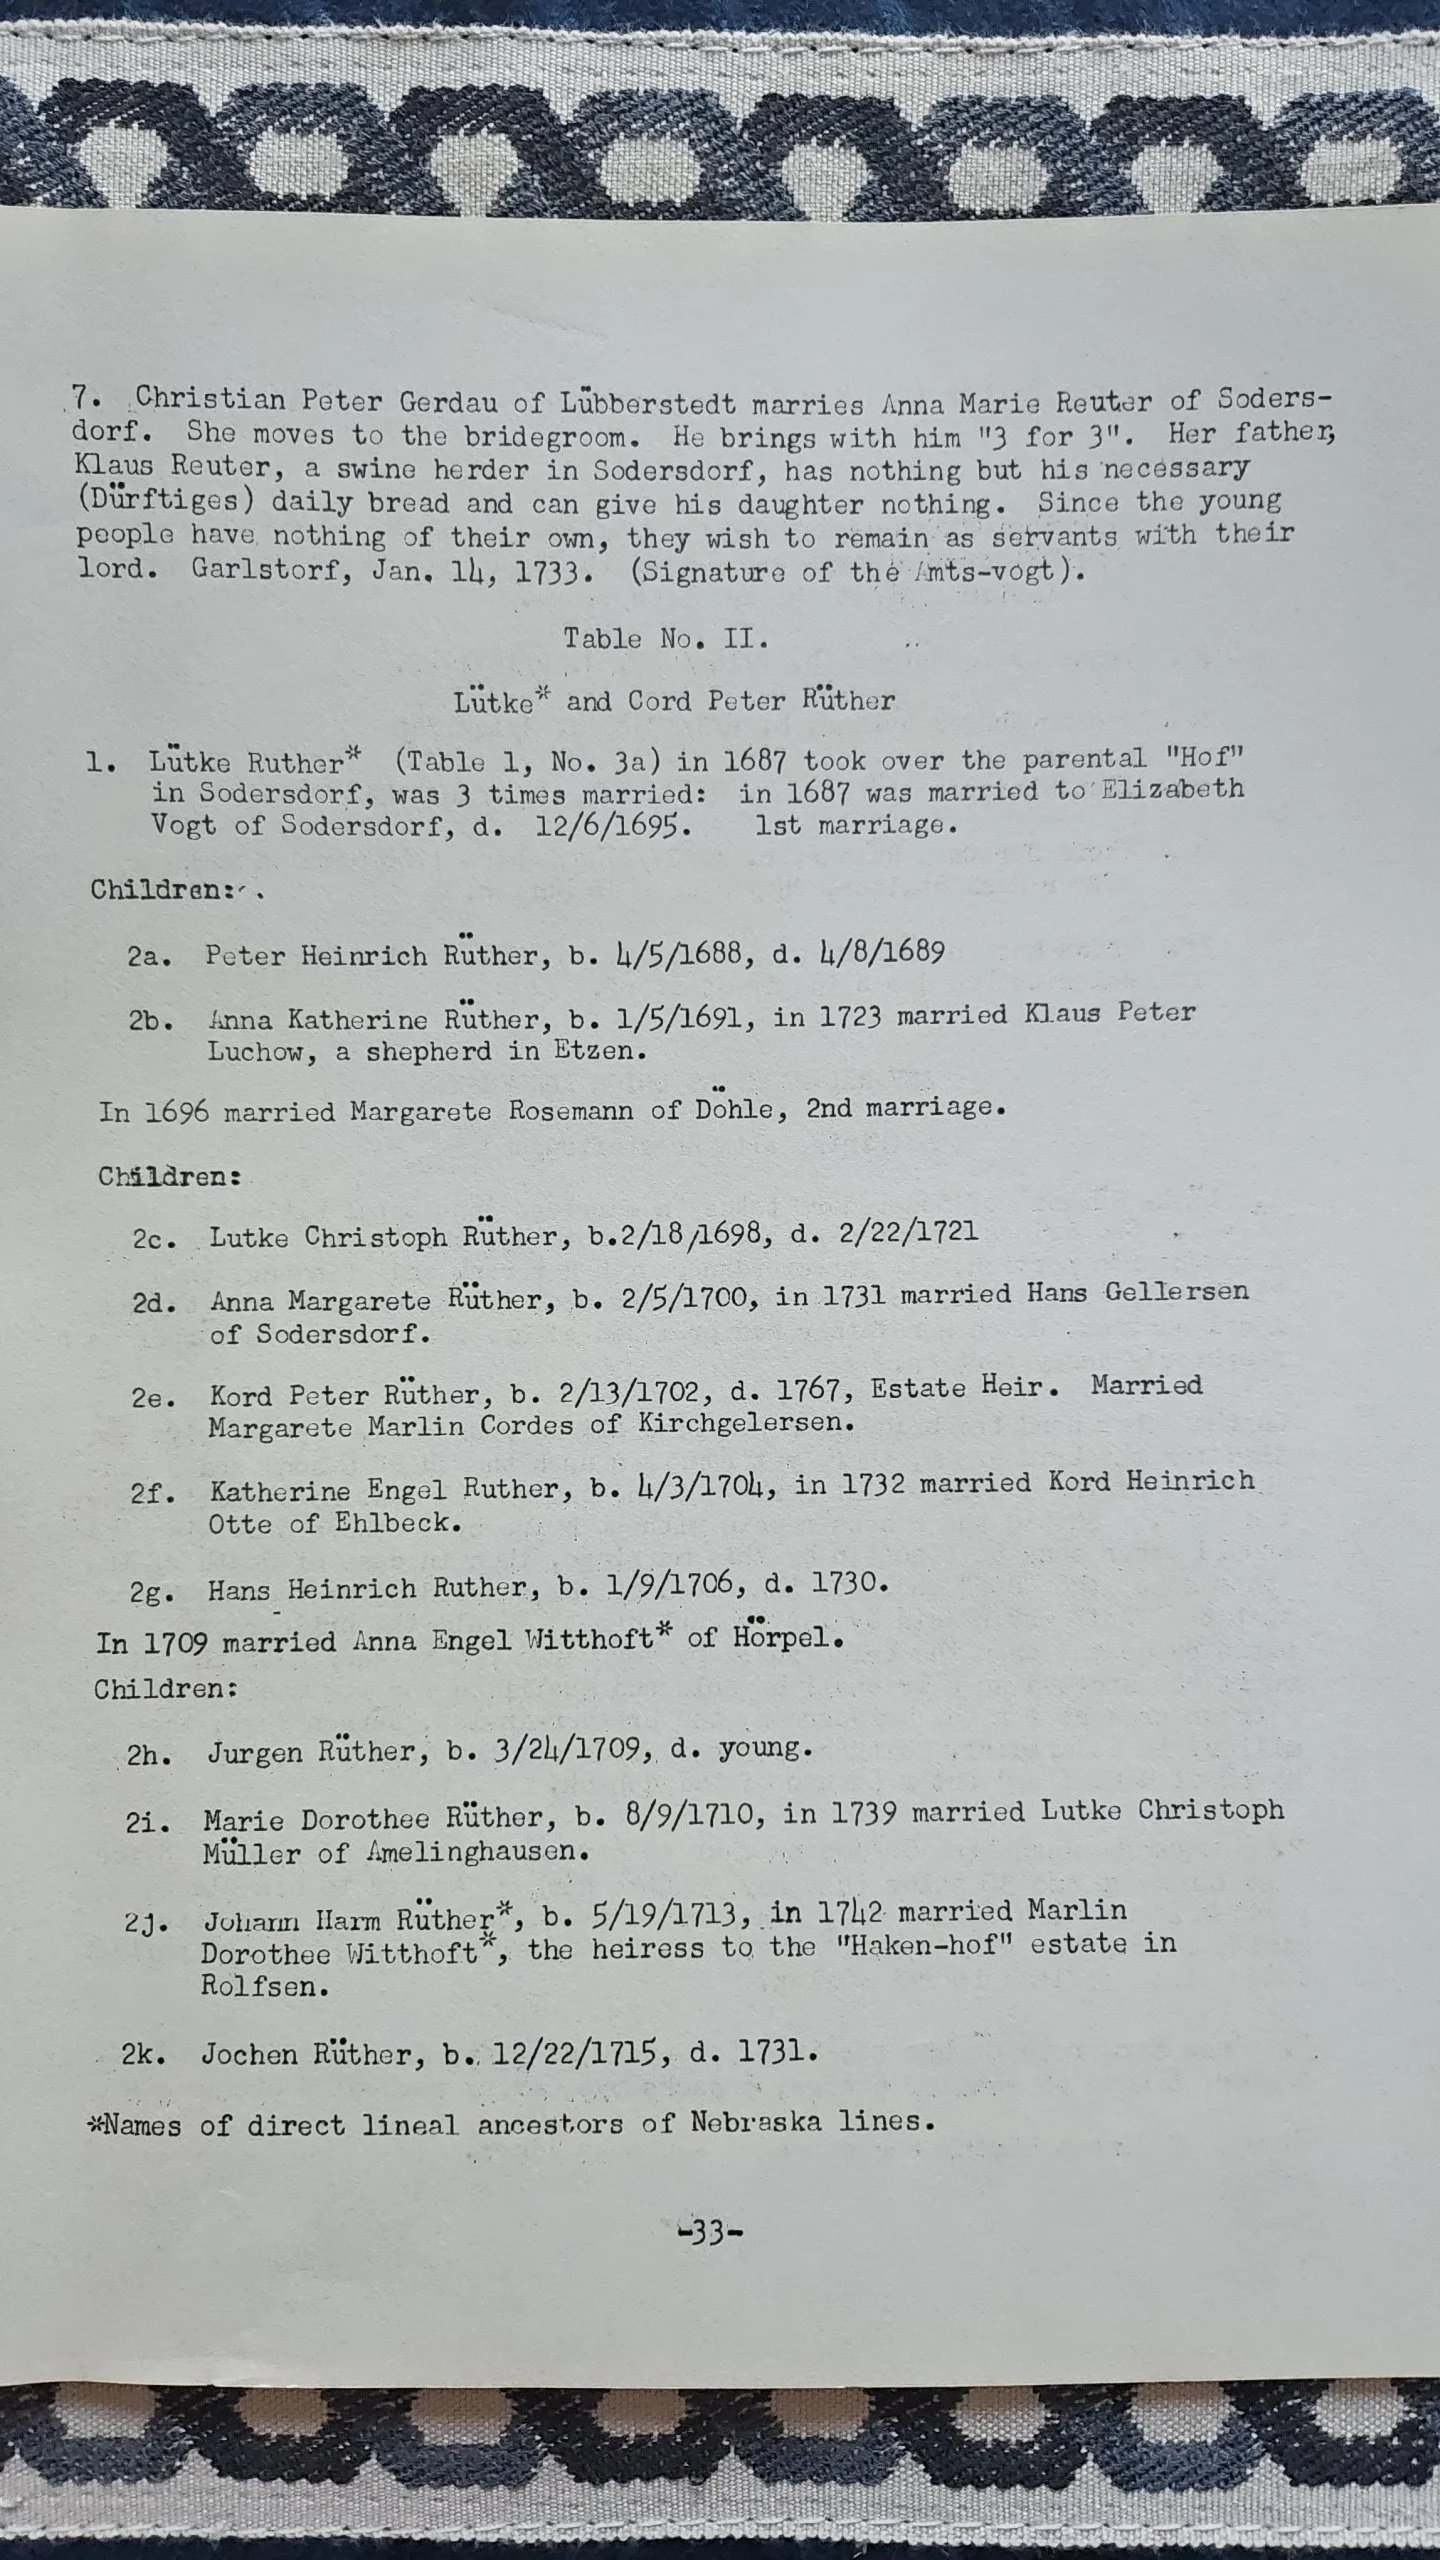 7. Christian Peter Gerdau of Lübberstedt marries Anna Marie Reuter of Soders-
dorf. She moves to the bridegroom. He brings with him "3 for 3". Her father,
Klaus Reuter, a swine herder in Sodersdorf, has nothing but his necessary
(Dürftiges) daily bread and can give his daughter nothing. Since the young
people have nothing of their own, they wish to remain as servants with their
lord. Garlstorf, Jan. 14, 1733. (Signature of the Amts-vogt).
Table No. II.
Lütke* and Cord Peter Rüther
1. Lütke Ruther* (Table 1, No. 3a) in 1687 took over the parental "Hof"
in Sodersdorf, was 3 times married: in 1687 was married to Elizabeth
Vogt of Sodersdorf, d. 12/6/1695. 1st marriage.
Children:
2a. Peter Heinrich Rüther, b. 4/5/1688, d. 4/8/1689
2b. Anna Katherine Rüther, b. 1/5/1691, in 1723 married Klaus Peter
Luchow, a shepherd in Etzen.
In 1696 married Margarete Rosemann of Döhle, 2nd marriage.
Children:
2c. Lutke Christoph Rüther, b.2/18/1698, d. 2/22/1721
2d. Anna Margarete Rüther, b. 2/5/1700, in 1731 married Hans Gellersen
of Sodersdorf.
2e. Kord Peter Rüther, b. 2/13/1702, d. 1767, Estate Heir. Married
Margarete Marlin Cordes of Kirchgelersen.
2f. Katherine Engel Ruther, b. 4/3/1704, in 1732 married Kord Heinrich
Otte of Ehlbeck.
2g. Hans Heinrich Ruther, b. 1/9/1706, d. 1730.
In 1709 married Anna Engel Witthoft* of Hörpel.
Children:
2h. Jurgen Rüther, b. 3/24/1709, d. young.
2i. Marie Dorothee Rüther, b. 8/9/1710, in 1739 married Lutke Christoph
Müller of Amelinghausen.
2j. Johann Harm Rüther*, b. 5/19/1713, in 1742 married Marlin
Dorothee Witthoft*, the heiress to the "Haken-hof" estate in
Rolfsen.
2k. Jochen Rüther, b. 12/22/1715, d. 1731.
*Names of direct lineal ancestors of Nebraska lines.
-33-